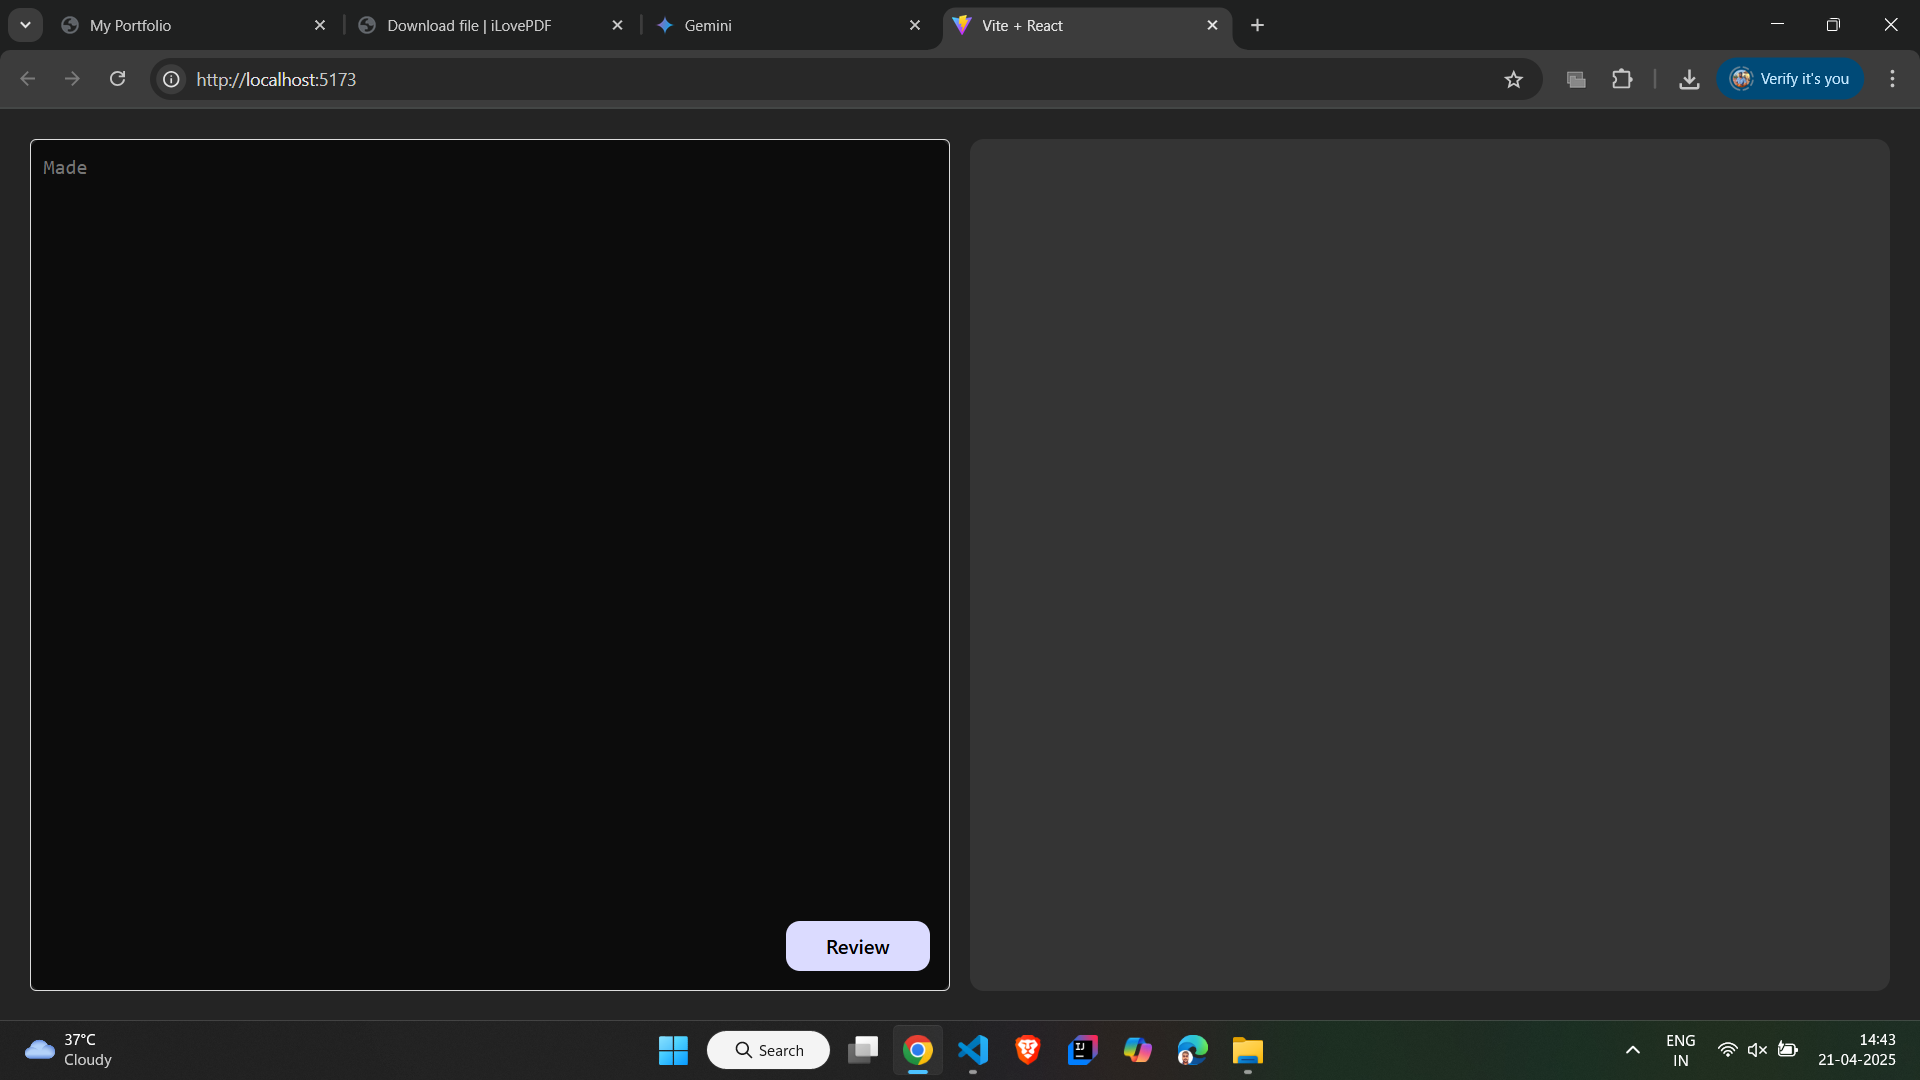 My Portfolio
Download file | iLovePDF
Gemini
Vite + React
http://localhost:5173
Verify it's you
Made
Review
37°C
Cloudy
Search
IJ
ENG
IN
14:43
21-04-2025